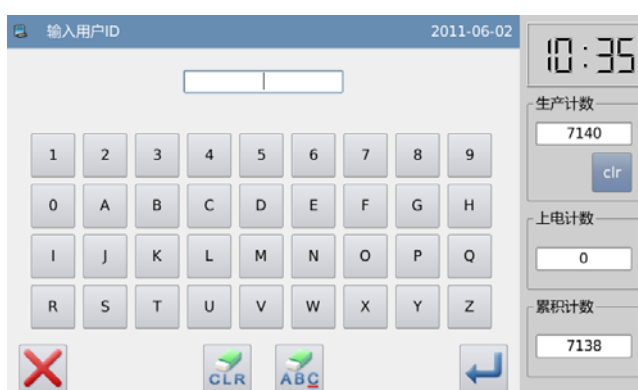 输入用户ID 2011-06-02
10:35
1 2 3 4 5 6 7 8 9
0 A B C D E F G H
I J K L M N O P Q
R S T U V W X Y Z
CLR ABC
生产计数
7140
clr
上电计数
0
累积计数
7138